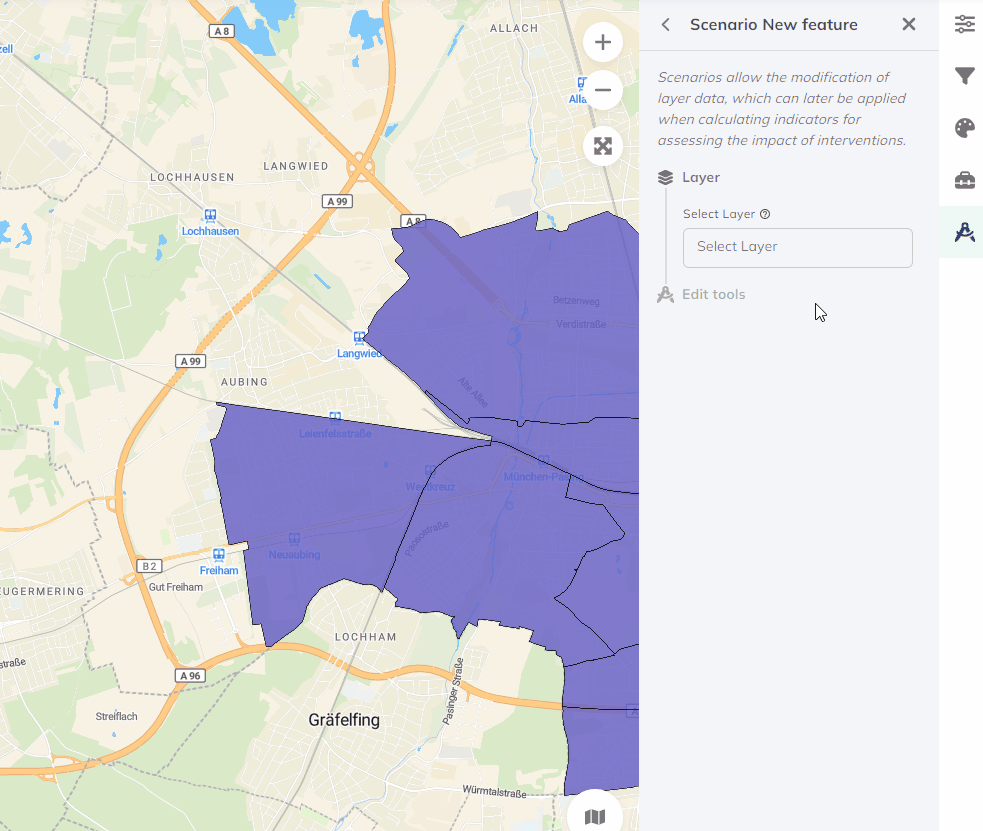 A 8
ALLACH
zell
Alla
LANGWIED
LOCHHAUSEN
A 99
A 8
Lochhausen
Betzenweg
Verdistraße
Langwied
A 99
AUBING
Alte Allee
Leienfelsstraße
München-Pasing
Westkreuz
Pasostraße
Neuaubing
Freiham
B 2
Gut Freiham
EUGERMERING
LOCHHAM
straße
A 96
Pasinger Straße
Streiflach
Gräfelfing
Würmtalstraße
Scenario New feature
Scenarios allow the modification of
layer data, which can later be applied
when calculating indicators for
assessing the impact of interventions.
Layer
Select Layer
Select Layer
Edit tools